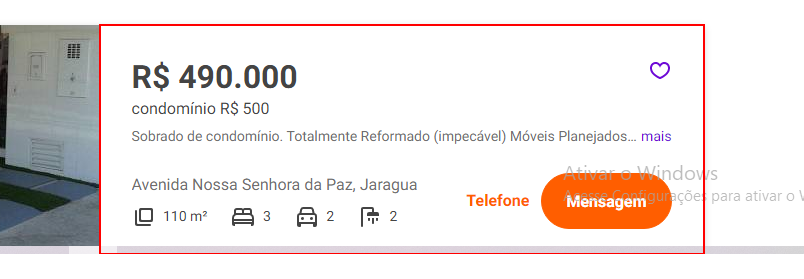 R$ 490.000
condomínio R$ 500
Sobrado de condomínio. Totalmente Reformado (impecável) Móveis Planejados... mais
Avenida Nossa Senhora da Paz, Jaragua
110 m² 3 2 2
Telefone
Mensagem
Ativar o Windows
Acesse Configurações para ativar o W